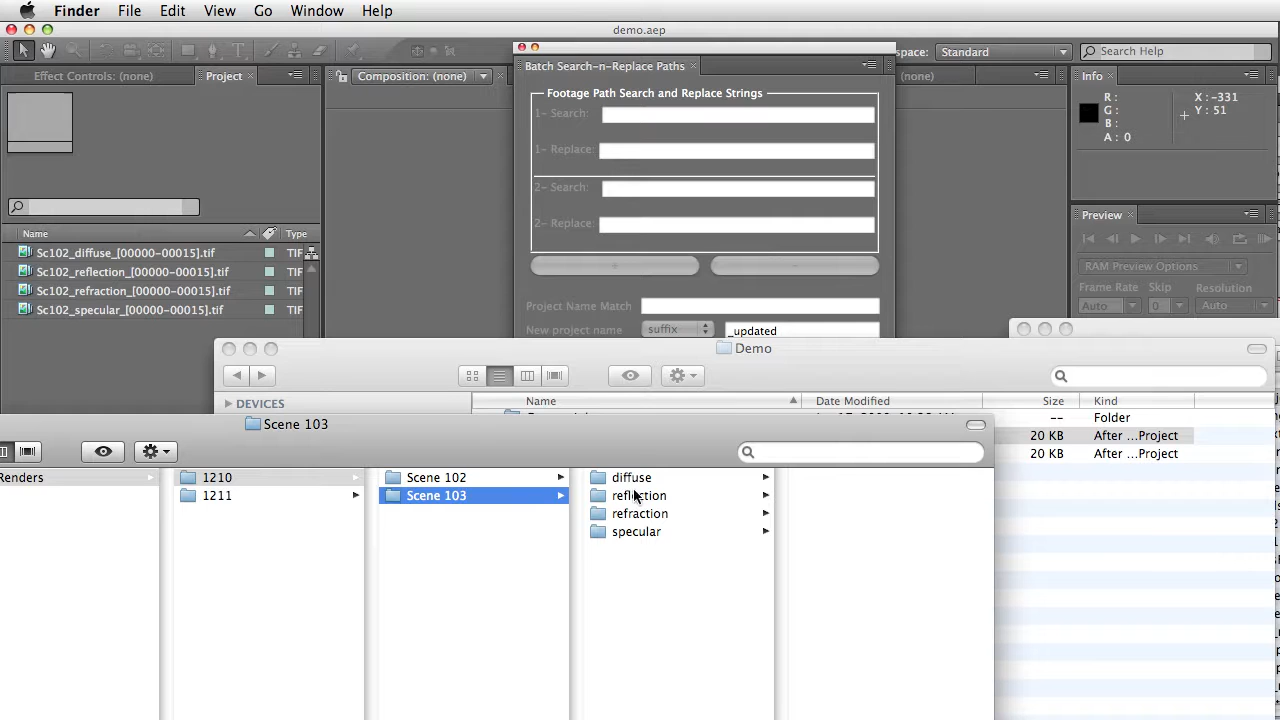 Finder File Edit View Go Window Help
demo.aep
space: Standard Search Help
Effect Controls: (none) Project Composition: (none) Batch Search-n-Replace Paths (none) Info
Footage Path Search and Replace Strings
1- Search:
1- Replace:
2- Search:
2- Replace:
R: X: -331
G: Y: 51
B:
A: 0
Preview
RAM Preview Options
Frame Rate Skip Resolution
Auto 0 Auto
Name Type
Sc102_diffuse_[00000-00015].tif TIF
Sc102_reflection_[00000-00015].tif TIF
Sc102_refraction_[00000-00015].tif TIF
Sc102_specular_[00000-00015].tif TIF
+ -
Project Name Match
New project name suffix _updated
Demo
DEVICES Name Date Modified Size Kind
-- Folder
20 KB After ...Project
20 KB After ...Project
Scene 103
Renders 1210 Scene 102 diffuse
1211 Scene 103 reflection
refraction
specular